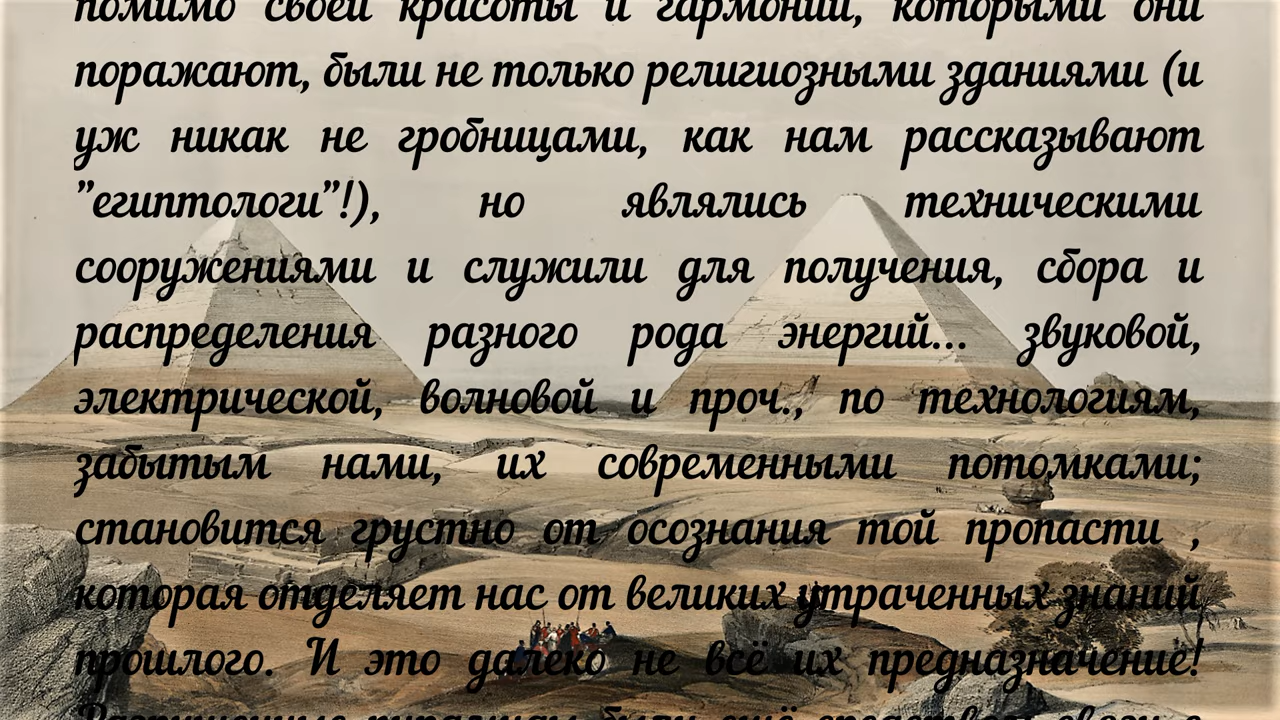 помимо своей красоты и гармонии, которыми они
поражают, были не только религиозными зданиями (и
уж никак не гробницами, как нам рассказывают
"египтологи"!), но являлись техническими
сооружениями и служили для получения, сбора и
распределения разного рода энергий... звуковой,
электрической, волновой и проч., по технологиям,
забытым нами, их современными потомками;
становится грустно от осознания той пропасти ,
которая отделяет нас от великих утраченных знаний
прошлого. И это далеко не всё их предназначение!